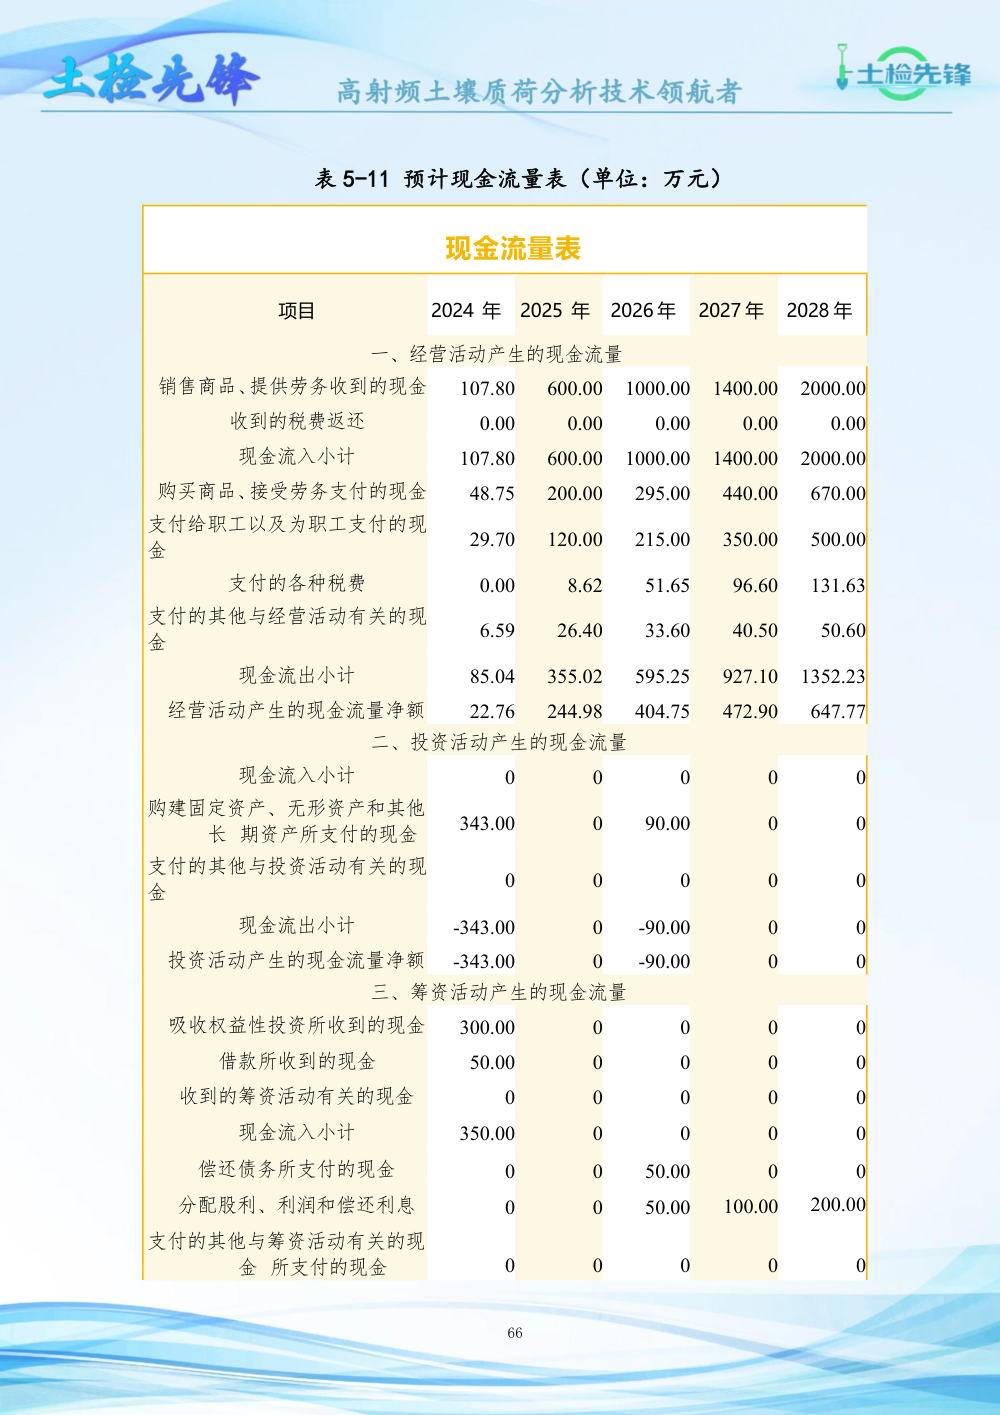 土检先锋
高射频土壤质荷分析技术领航者
土检先锋
表 5-11 预计现金流量表（单位：万元）
现金流量表
项目 2024 年 2025 年 2026 年 2027 年 2028 年
一、经营活动产生的现金流量
销售商品、提供劳务收到的现金 107.80 600.00 1000.00 1400.00 2000.00
收到的税费返还 0.00 0.00 0.00 0.00 0.00
现金流入小计 107.80 600.00 1000.00 1400.00 2000.00
购买商品、接受劳务支付的现金 48.75 200.00 295.00 440.00 670.00
支付给职工以及为职工支付的现
金 29.70 120.00 215.00 350.00 500.00
支付的各种税费 0.00 8.62 51.65 96.60 131.63
支付的其他与经营活动有关的现
金 6.59 26.40 33.60 40.50 50.60
现金流出小计 85.04 355.02 595.25 927.10 1352.23
经营活动产生的现金流量净额 22.76 244.98 404.75 472.90 647.77
二、投资活动产生的现金流量
现金流入小计 0 0 0 0 0
购建固定资产、无形资产和其他
长 期资产所支付的现金 343.00 0 90.00 0 0
支付的其他与投资活动有关的现
金 0 0 0 0 0
现金流出小计 -343.00 0 -90.00 0 0
投资活动产生的现金流量净额 -343.00 0 -90.00 0 0
三、筹资活动产生的现金流量
吸收权益性投资所收到的现金 300.00 0 0 0 0
借款所收到的现金 50.00 0 0 0 0
收到的筹资活动有关的现金 0 0 0 0 0
现金流入小计 350.00 0 0 0 0
偿还债务所支付的现金 0 0 50.00 0 0
分配股利、利润和偿还利息 0 0 50.00 100.00 200.00
支付的其他与筹资活动有关的现
金 所支付的现金 0 0 0 0 0
66